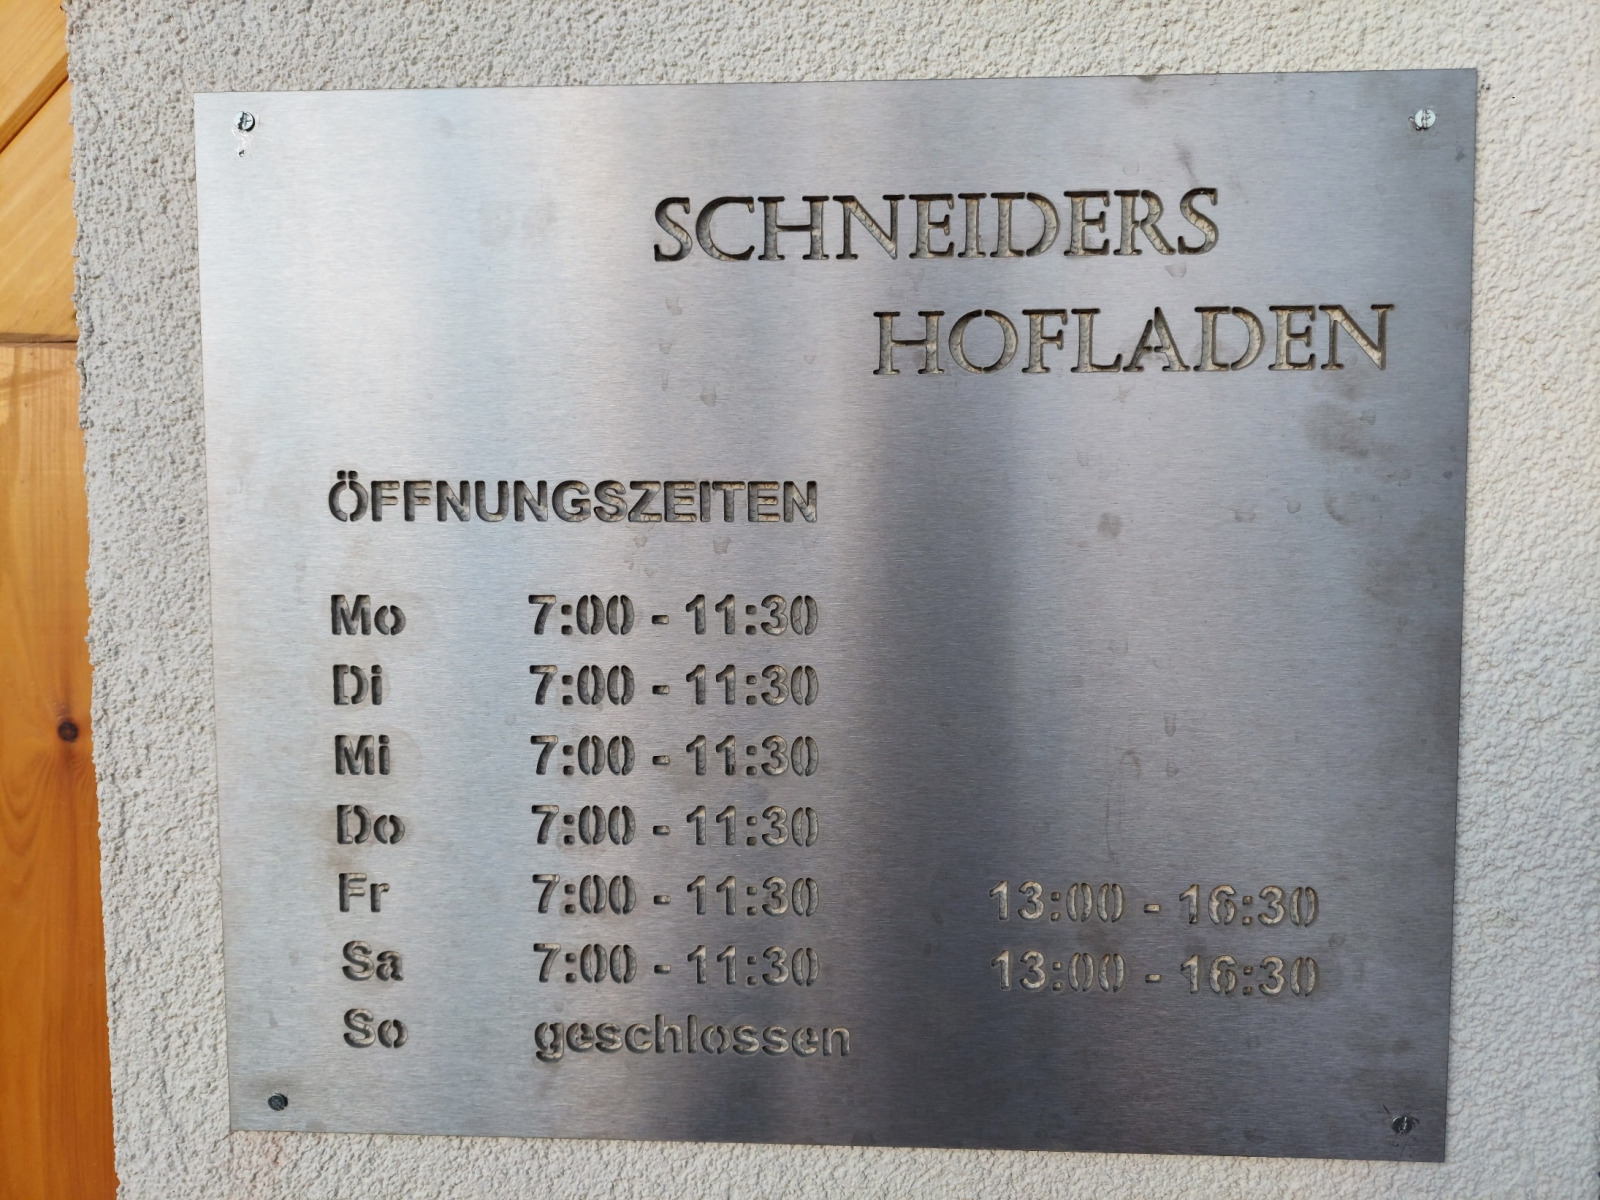 SCHNEIDERS
HOFLADEN
ÖFFNUNGSZEITEN
Mo 7:00 - 11:30
Di 7:00 - 11:30
Mi 7:00 - 11:30
Do 7:00 - 11:30
Fr 7:00 - 11:30 13:00 - 16:30
Sa 7:00 - 11:30 13:00 - 16:30
So geschlossen